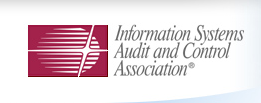 Information Systems
Audit and Control
Association®